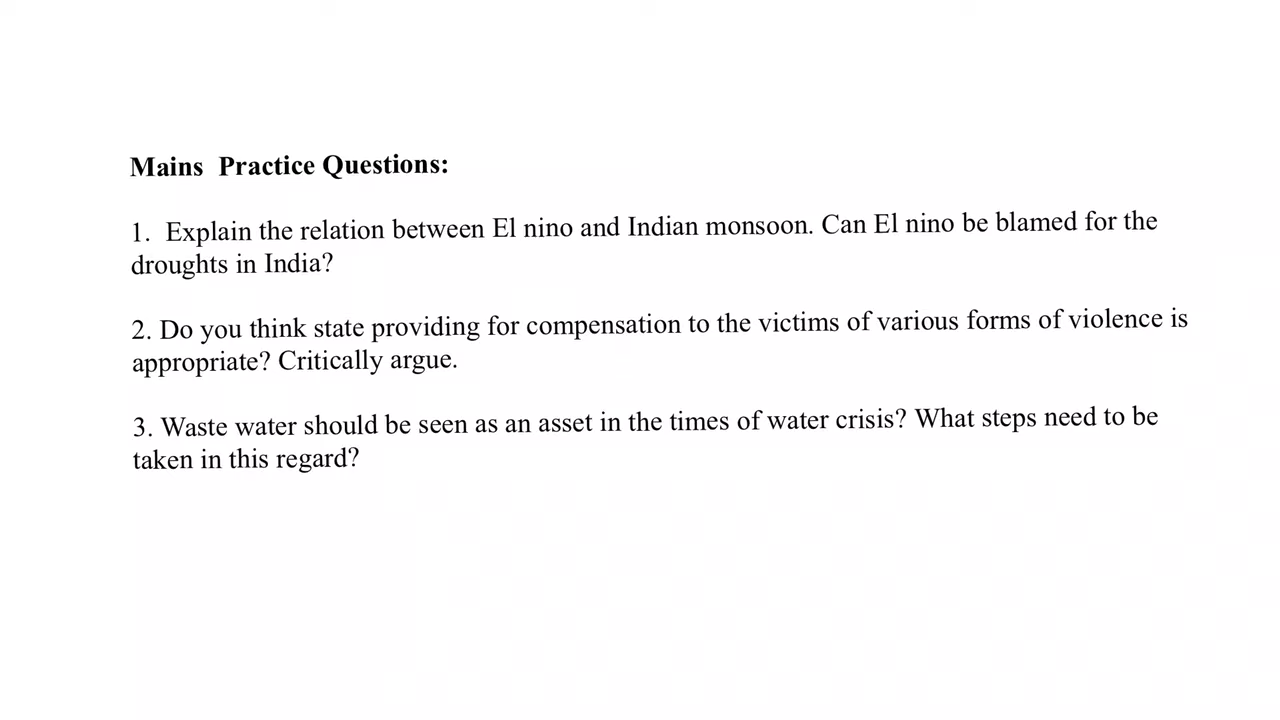 Mains Practice Questions:
1. Explain the relation between El nino and Indian monsoon. Can El nino be blamed for the
droughts in India?
2. Do you think state providing for compensation to the victims of various forms of violence is
appropriate? Critically argue.
3. Waste water should be seen as an asset in the times of water crisis? What steps need to be
taken in this regard?